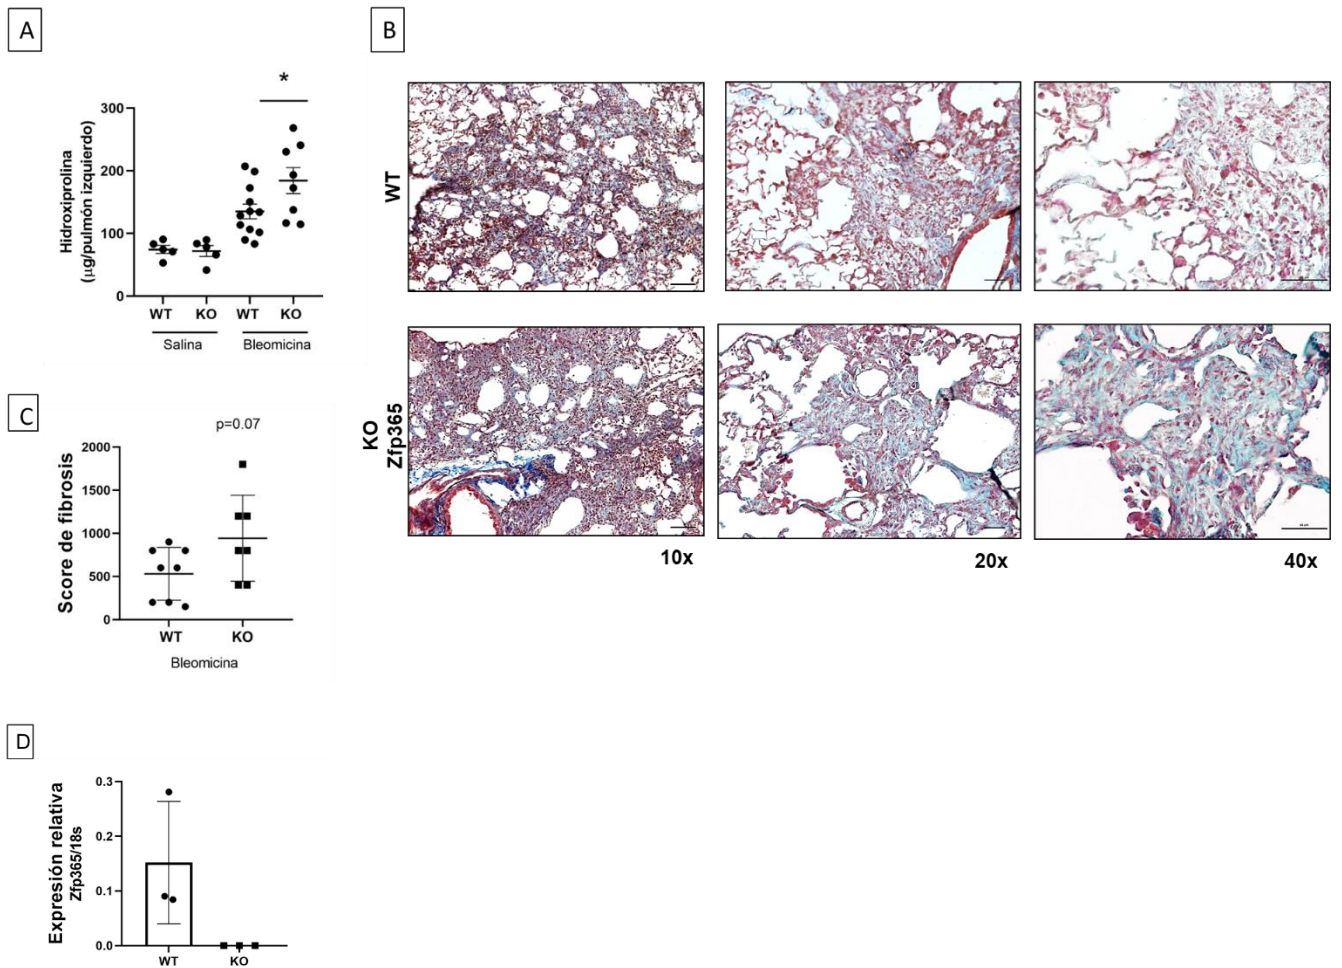 A
*
300
200
100
0
Hidroxiprolina
(µg/pulmón izquierdo)
WT KO WT KO
Salina Bleomicina
B
WT
KO
Zfp365
10x 20x 40x
C
p=0.07
2000
1500
1000
500
0
Score de fibrosis
WT KO
Bleomicina
D
0.3
0.2
0.1
0.0
Expresión relativa
Zfp365/18s
WT KO